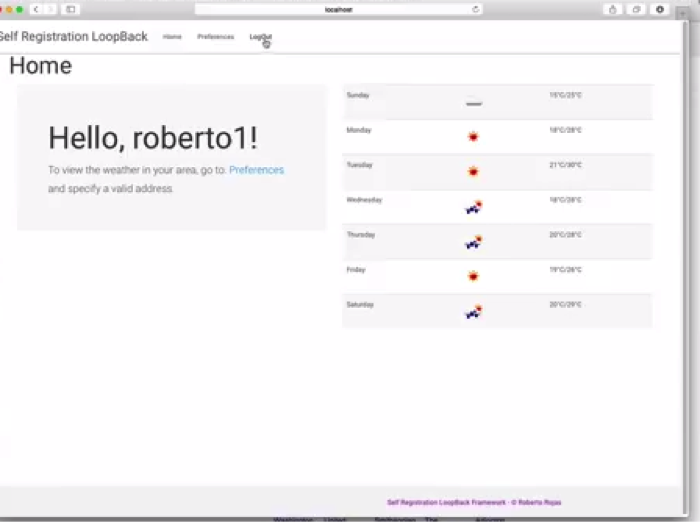 localhost
Self Registration LoopBack Home Preferences LogOut
Home
Hello, roberto1!
To view the weather in your area, go to: Preferences
and specify a valid address.
Sunday 15°C/25°C
Monday 18°C/28°C
Tuesday 21°C/30°C
Wednesday 18°C/28°C
Thursday 20°C/28°C
Friday 19°C/26°C
Saturday 20°C/29°C
Self Registration LoopBack Framework - © Roberto Rojas